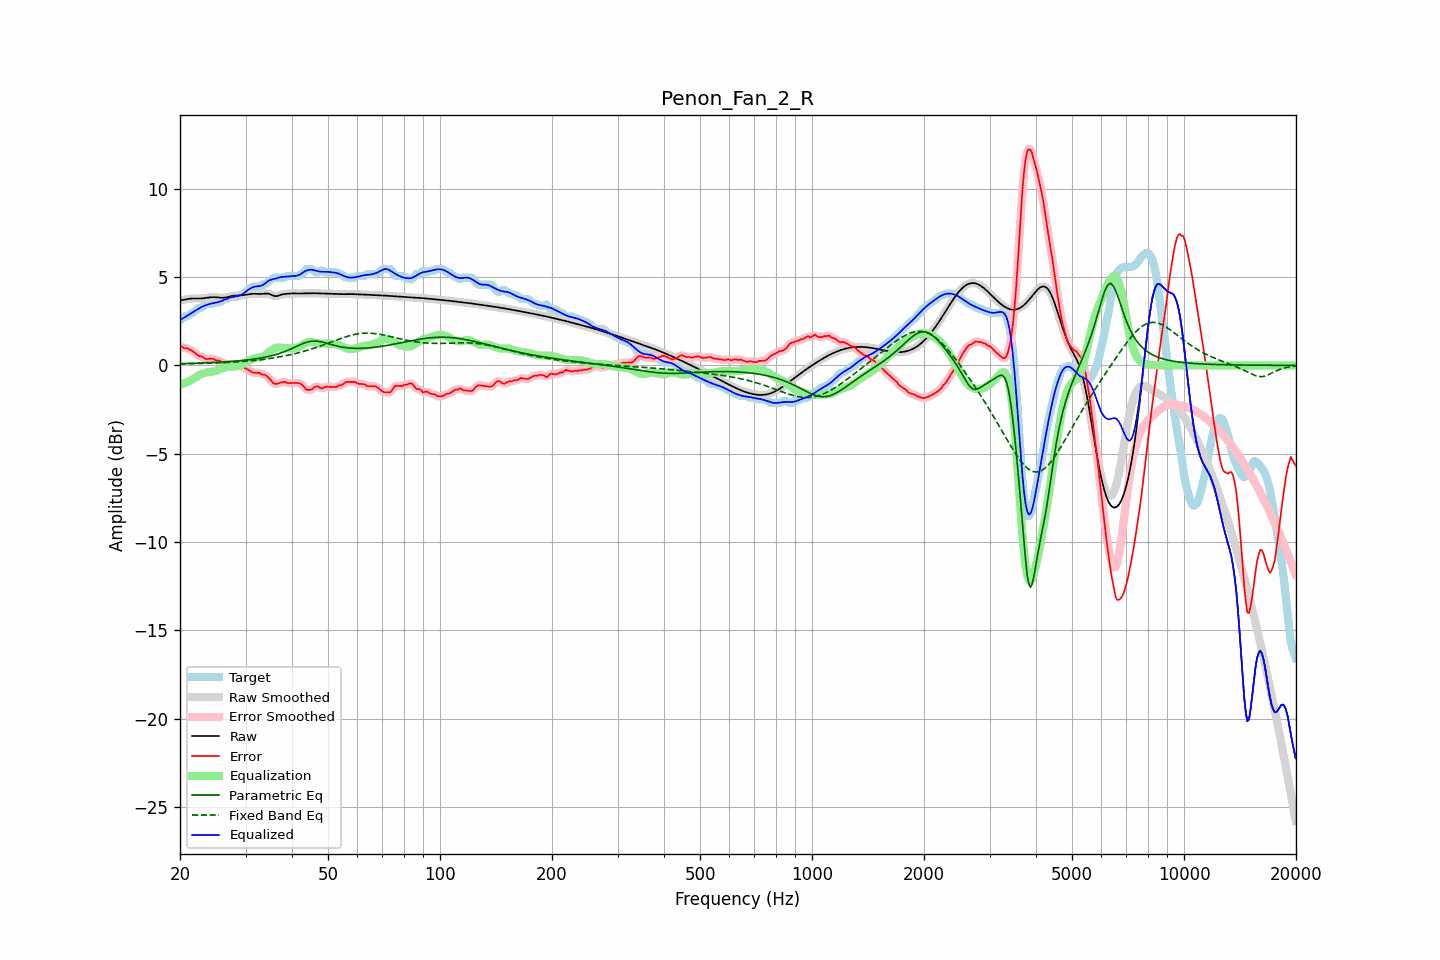 Penon_Fan_2_R
Amplitude (dBr)
10
5
0
−5
−10
−15
−20
−25
Target
Raw Smoothed
Error Smoothed
Raw
Error
Equalization
Parametric Eq
Fixed Band Eq
Equalized
20
50
100
200
500
1000
2000
5000
10000
20000
Frequency (Hz)